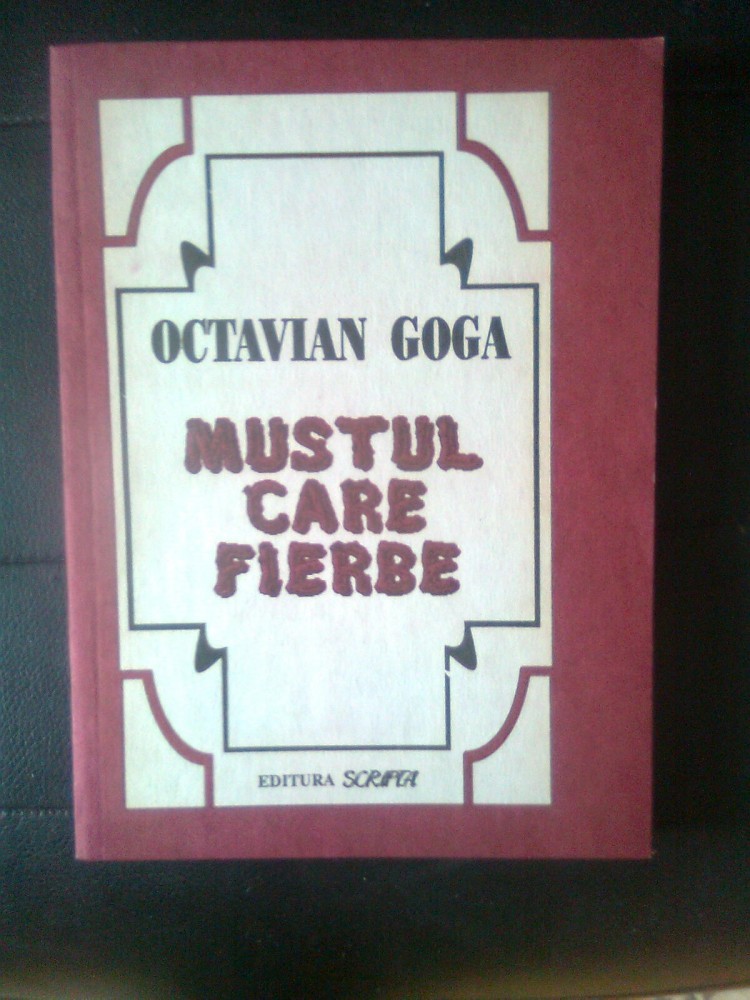 OCTAVIAN GOGA
MUSTUL
CARE
FIERBE
EDITURA SCRIPTA